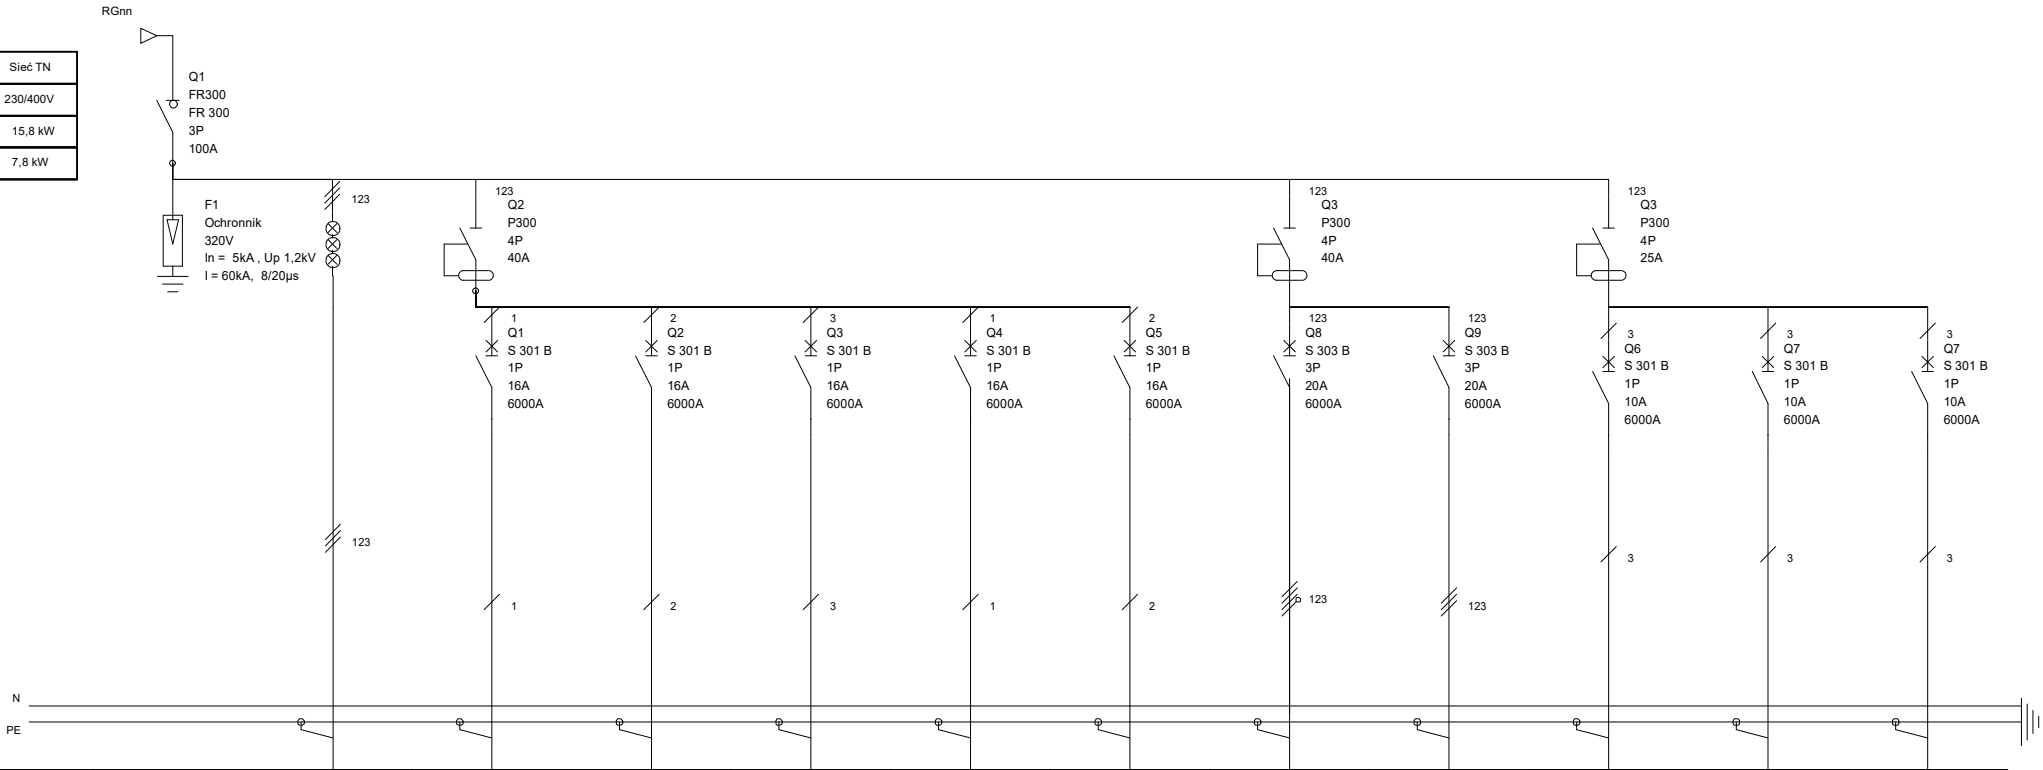 RGnn
Sieć TN
230/400V
15,8 kW
7,8 kW
Q1
FR300
FR 300
3P
100A
F1
Ochronnik
320V
In = 5kA , Up 1,2kV
I = 60kA, 8/20µs
123
123
123
Q2
P300
4P
40A
123
Q3
P300
4P
40A
123
Q3
P300
4P
25A
1
Q1
S 301 B
1P
16A
6000A
1
2
Q2
S 301 B
1P
16A
6000A
2
3
Q3
S 301 B
1P
16A
6000A
3
1
Q4
S 301 B
1P
16A
6000A
1
2
Q5
S 301 B
1P
16A
6000A
2
123
Q8
S 303 B
3P
20A
6000A
123
123
Q9
S 303 B
3P
20A
6000A
123
3
Q6
S 301 B
1P
10A
6000A
3
3
Q7
S 301 B
1P
10A
6000A
3
3
Q7
S 301 B
1P
10A
6000A
3
N
PE